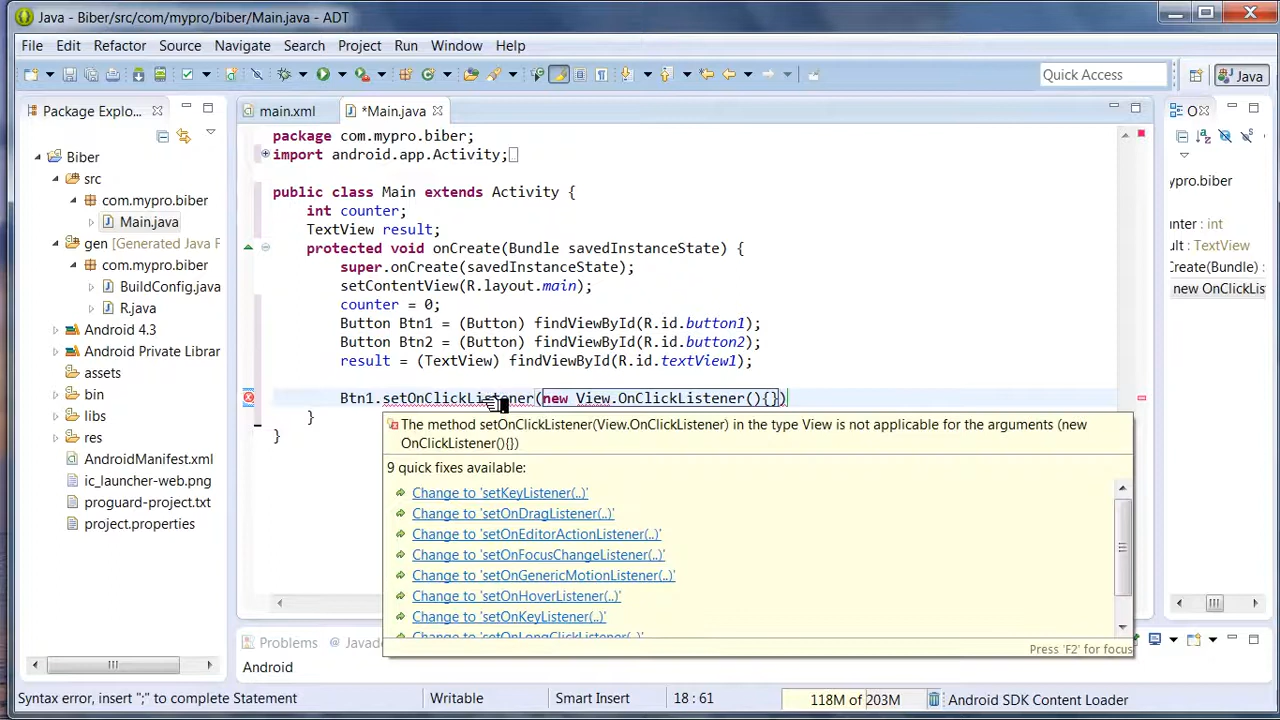 Java - Biber/src/com/mypro/biber/Main.java - ADT
File Edit Refactor Source Navigate Search Project Run Window Help
Quick Access
Java
Package Explo...
Biber
src
com.mypro.biber
Main.java
gen [Generated Java F
com.mypro.biber
BuildConfig.java
R.java
Android 4.3
Android Private Librar
assets
bin
libs
res
AndroidManifest.xml
ic_launcher-web.png
proguard-project.txt
project.properties
main.xml
*Main.java
package com.mypro.biber;
import android.app.Activity;
public class Main extends Activity {
int counter;
TextView result;
protected void onCreate(Bundle savedInstanceState) {
super.onCreate(savedInstanceState);
setContentView(R.layout.main);
counter = 0;
Button Btn1 = (Button) findViewById(R.id.button1);
Button Btn2 = (Button) findViewById(R.id.button2);
result = (TextView) findViewById(R.id.textView1);
Btn1.setOnClickListener(new View.OnClickListener(){})
}
}
The method setOnClickListener(View.OnClickListener) in the type View is not applicable for the arguments (new
OnClickListener(){})
9 quick fixes available:
Change to 'setKeyListener(..)'
Change to 'setOnDragListener(..)'
Change to 'setOnEditorActionListener(..)'
Change to 'setOnFocusChangeListener(..)'
Change to 'setOnGenericMotionListener(..)'
Change to 'setOnHoverListener(..)'
Change to 'setOnKeyListener(..)'
Change to 'setOnLongClickListener(..)'
Press 'F2' for focus
O
ypro.biber
unter : int
ult : TextView
Create(Bundle) :
new OnClickLis
Problems
@ Javado
Android
Syntax error, insert ";" to complete Statement
Writable
Smart Insert
18 : 61
118M of 203M
Android SDK Content Loader